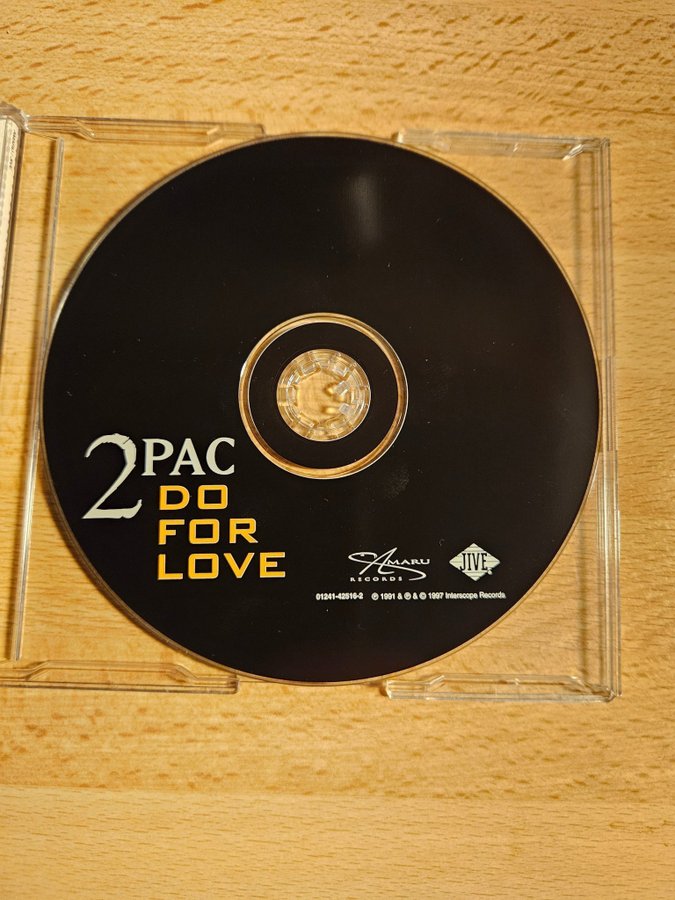 2PAC
DO
FOR
LOVE
AMARU
RECORDS
JIVE
01241-42516-2 ℗ 1991 & ℗ & © 1997 Interscope Records